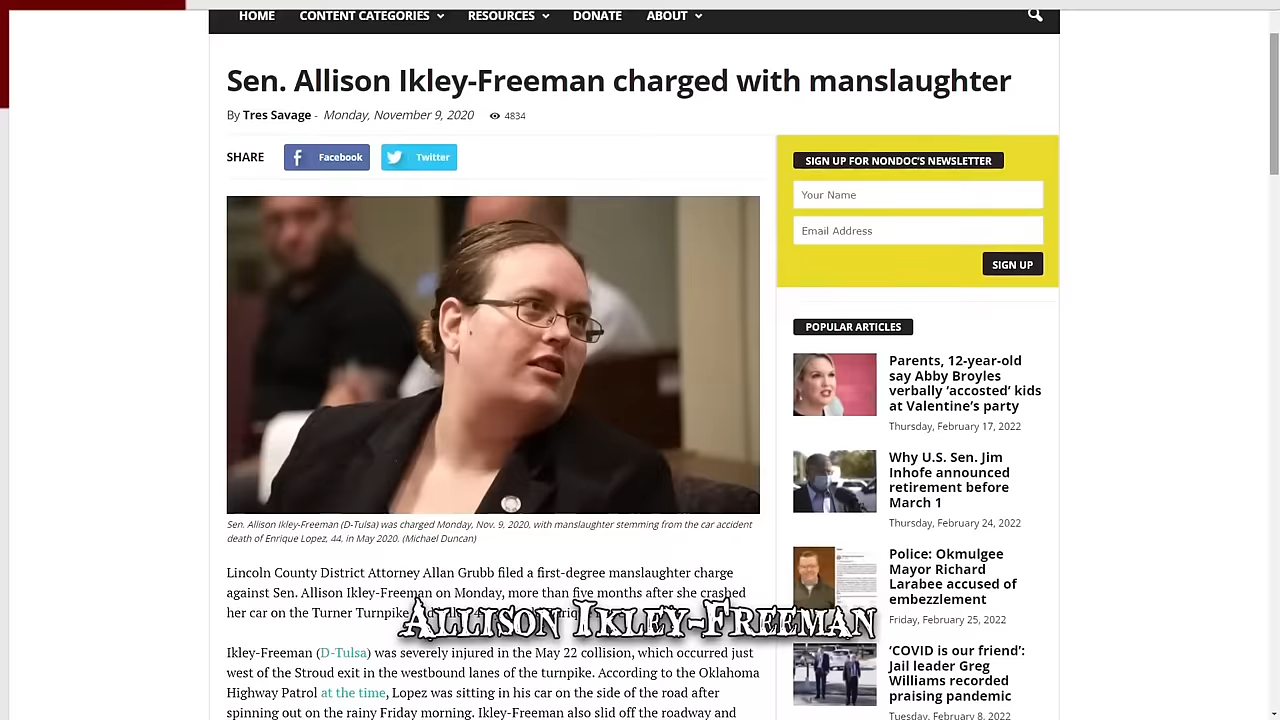 HOME CONTENT CATEGORIES RESOURCES DONATE ABOUT
Sen. Allison Ikley-Freeman charged with manslaughter
By Tres Savage - Monday, November 9, 2020 4834
SHARE Facebook Twitter
Sen. Allison Ikley-Freeman (D-Tulsa) was charged Monday, Nov. 9, 2020, with manslaughter stemming from the car accident
death of Enrique Lopez, 44. in May 2020. (Michael Duncan)
Lincoln County District Attorney Allan Grubb filed a first-degree manslaughter charge
against Sen. Allison Ikley-Freeman on Monday, more than five months after she crashed
her car on the Turner Turnpike
ALLISON IKLEY-FREEMAN
Ikley-Freeman (D-Tulsa) was severely injured in the May 22 collision, which occurred just
west of the Stroud exit in the westbound lanes of the turnpike. According to the Oklahoma
Highway Patrol at the time, Lopez was sitting in his car on the side of the road after
spinning out on the rainy Friday morning. Ikley-Freeman also slid off the roadway and
SIGN UP FOR NONDOC'S NEWSLETTER
Your Name
Email Address
SIGN UP
POPULAR ARTICLES
Parents, 12-year-old
say Abby Broyles
verbally ‘accosted’ kids
at Valentine’s party
Thursday, February 17, 2022
Why U.S. Sen. Jim
Inhofe announced
retirement before
March 1
Thursday, February 24, 2022
Police: Okmulgee
Mayor Richard
Larabee accused of
embezzlement
Friday, February 25, 2022
‘COVID is our friend’:
Jail leader Greg
Williams recorded
praising pandemic
Tuesday, February 8, 2022